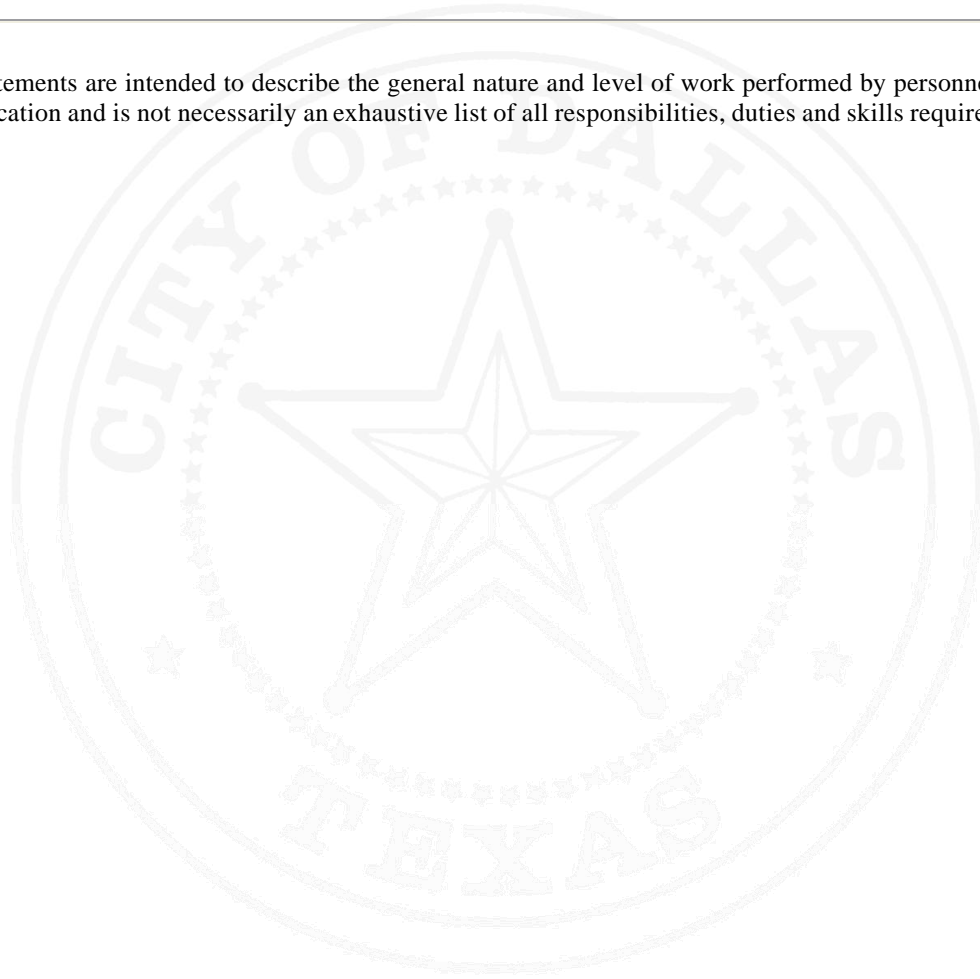 tements are intended to describe the general nature and level of work performed by personne
cation and is not necessarily an exhaustive list of all responsibilities, duties and skills require
CITY OF DALLAS
TEXAS